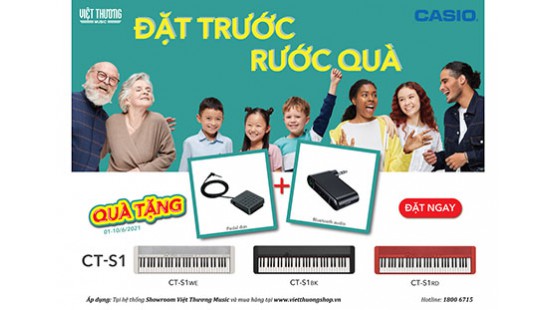 VIỆT THƯƠNG
CASIO
ĐẶT TRƯỚC
RƯỚC QUÀ
Pedal đơn
+
Bluetooth audio
QUÀ TẶNG
01-10/6/2021
ĐẶT NGAY
CT-S1
CT-S1WE
CT-S1BK
CT-S1RD
Áp dụng: Tại hệ thống Showroom Việt Thương Music và mua hàng tại www.vietthuongshop.vn
Hotline: 1800 6715